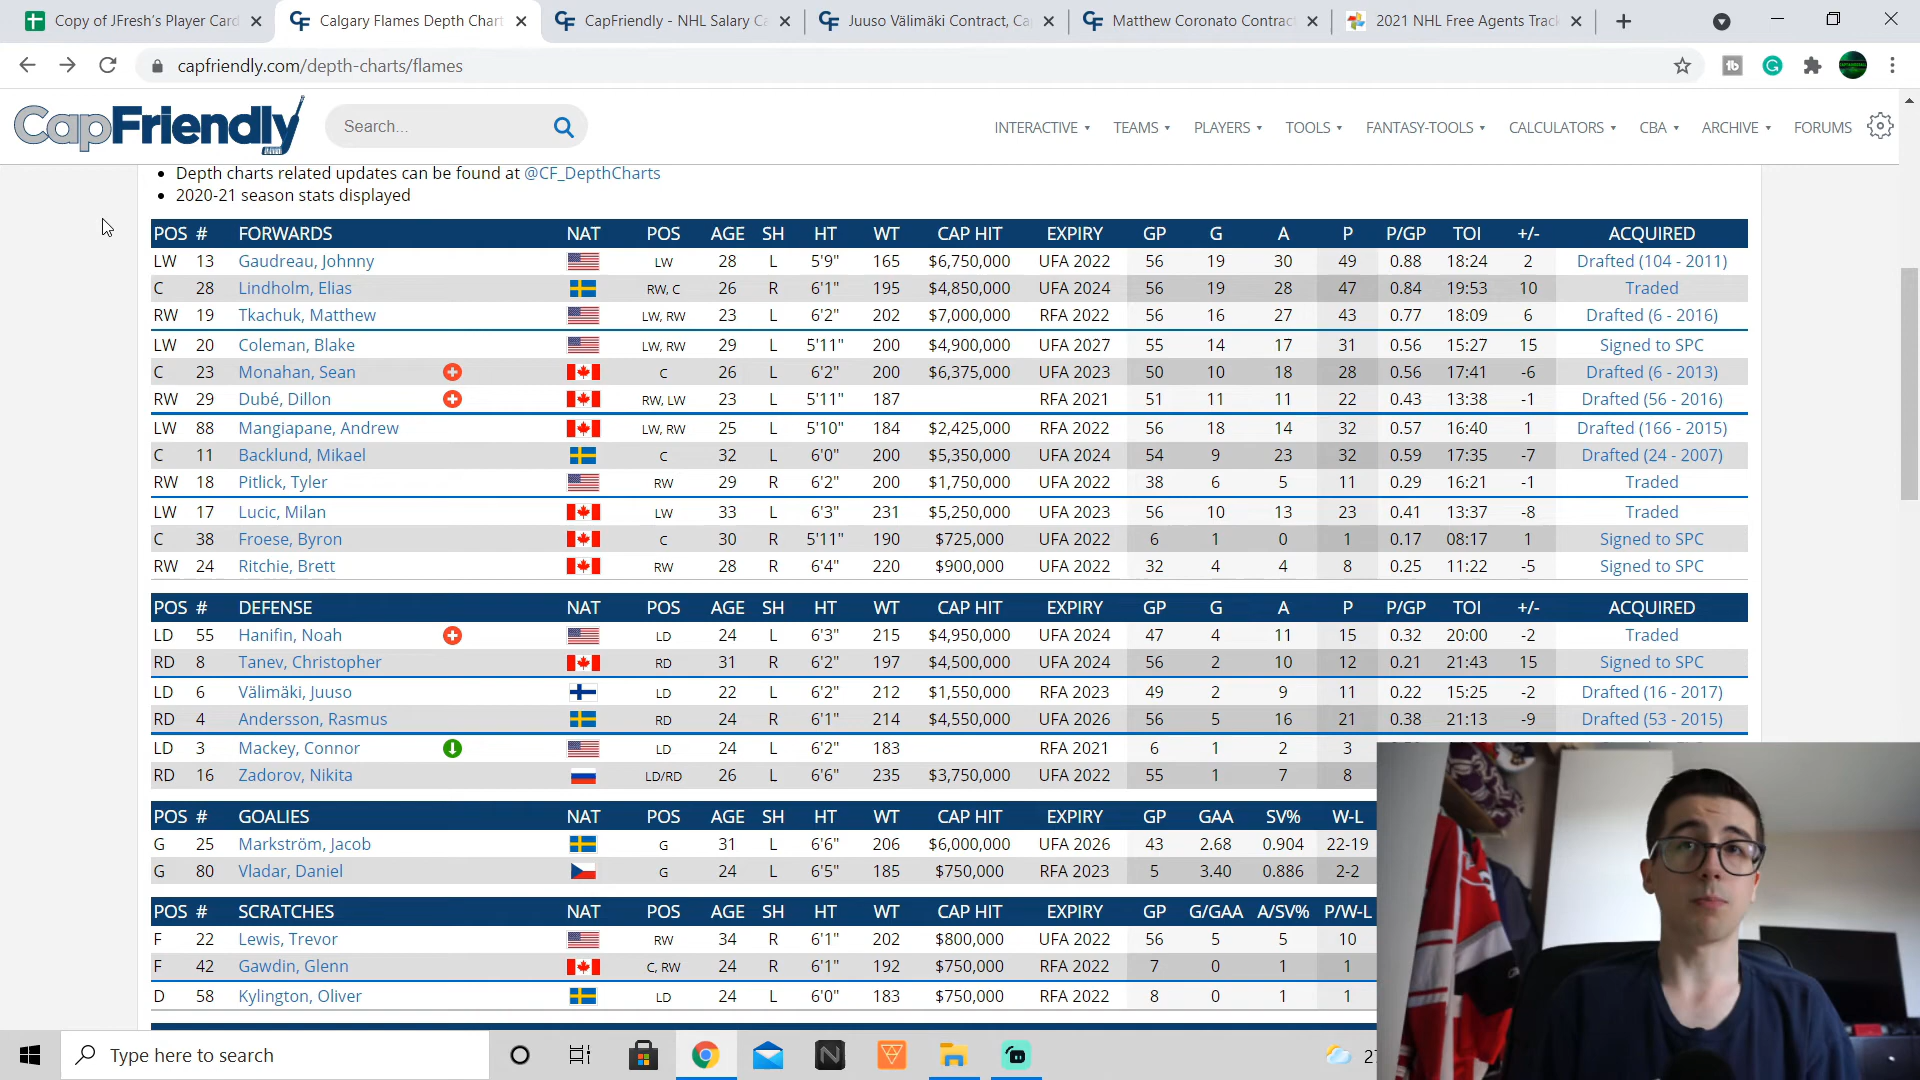 Copy of JFresh's Player Card
Calgary Flames Depth Chart
CapFriendly - NHL Salary Ca
Juuso Välimäki Contract, Ca
Matthew Coronato Contract
2021 NHL Free Agents Track
capfriendly.com/depth-charts/flames
CapFriendly
Search...
INTERACTIVE TEAMS PLAYERS TOOLS FANTASY-TOOLS CALCULATORS CBA ARCHIVE FORUMS
Depth charts related updates can be found at @CF_DepthCharts
2020-21 season stats displayed
POS # FORWARDS NAT POS AGE SH HT WT CAP HIT EXPIRY GP G A P P/GP TOI +/- ACQUIRED
LW 13 Gaudreau, Johnny LW 28 L 5'9" 165 $6,750,000 UFA 2022 56 19 30 49 0.88 18:24 2 Drafted (104 - 2011)
C 28 Lindholm, Elias RW, C 26 R 6'1" 195 $4,850,000 UFA 2024 56 19 28 47 0.84 19:53 10 Traded
RW 19 Tkachuk, Matthew LW, RW 23 L 6'2" 202 $7,000,000 RFA 2022 56 16 27 43 0.77 18:09 6 Drafted (6 - 2016)
LW 20 Coleman, Blake LW, RW 29 L 5'11" 200 $4,900,000 UFA 2027 55 14 17 31 0.56 15:27 15 Signed to SPC
C 23 Monahan, Sean C 26 L 6'2" 200 $6,375,000 UFA 2023 50 10 18 28 0.56 17:41 -6 Drafted (6 - 2013)
RW 29 Dubé, Dillon RW, LW 23 L 5'11" 187 RFA 2021 51 11 11 22 0.43 13:38 -1 Drafted (56 - 2016)
LW 88 Mangiapane, Andrew LW, RW 25 L 5'10" 184 $2,425,000 RFA 2022 56 18 14 32 0.57 16:40 1 Drafted (166 - 2015)
C 11 Backlund, Mikael C 32 L 6'0" 200 $5,350,000 UFA 2024 54 9 23 32 0.59 17:35 -7 Drafted (24 - 2007)
RW 18 Pitlick, Tyler RW 29 R 6'2" 200 $1,750,000 UFA 2022 38 6 5 11 0.29 16:21 -1 Traded
LW 17 Lucic, Milan LW 33 L 6'3" 231 $5,250,000 UFA 2023 56 10 13 23 0.41 13:37 -8 Traded
C 38 Froese, Byron C 30 R 5'11" 190 $725,000 UFA 2022 6 1 0 1 0.17 08:17 1 Signed to SPC
RW 24 Ritchie, Brett RW 28 R 6'4" 220 $900,000 UFA 2022 32 4 4 8 0.25 11:22 -5 Signed to SPC
POS # DEFENSE NAT POS AGE SH HT WT CAP HIT EXPIRY GP G A P P/GP TOI +/- ACQUIRED
LD 55 Hanifin, Noah LD 24 L 6'3" 215 $4,950,000 UFA 2024 47 4 11 15 0.32 20:00 -2 Traded
RD 8 Tanev, Christopher RD 31 R 6'2" 197 $4,500,000 UFA 2024 56 2 10 12 0.21 21:43 15 Signed to SPC
LD 6 Välimäki, Juuso LD 22 L 6'2" 212 $1,550,000 RFA 2023 49 2 9 11 0.22 15:25 -2 Drafted (16 - 2017)
RD 4 Andersson, Rasmus RD 24 R 6'1" 214 $4,550,000 UFA 2026 56 5 16 21 0.38 21:13 -9 Drafted (53 - 2015)
LD 3 Mackey, Connor LD 24 L 6'2" 183 RFA 2021 6 1 2 3
RD 16 Zadorov, Nikita LD/RD 26 L 6'6" 235 $3,750,000 UFA 2022 55 1 7 8
POS # GOALIES NAT POS AGE SH HT WT CAP HIT EXPIRY GP GAA SV% W-L
G 25 Markström, Jacob G 31 L 6'6" 206 $6,000,000 UFA 2026 43 2.68 0.904 22-19
G 80 Vladar, Daniel G 24 L 6'5" 185 $750,000 RFA 2023 5 3.40 0.886 2-2
POS # SCRATCHES NAT POS AGE SH HT WT CAP HIT EXPIRY GP G/GAA A/SV% P/W-L
F 22 Lewis, Trevor RW 34 R 6'1" 202 $800,000 UFA 2022 56 5 5 10
F 42 Gawdin, Glenn C, RW 24 R 6'1" 192 $750,000 RFA 2022 7 0 1 1
D 58 Kylington, Oliver LD 24 L 6'0" 183 $750,000 RFA 2022 8 0 1 1
Type here to search